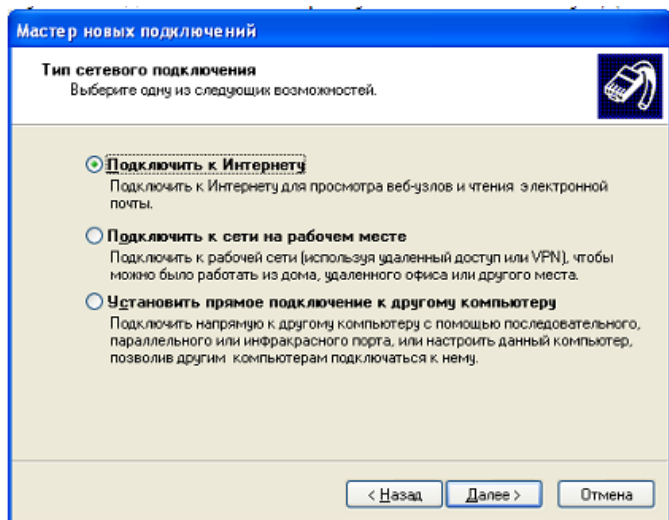 Мастер новых подключений
Тип сетевого подключения
Выберите одну из следующих возможностей.
Подключить к Интернету
Подключить к Интернету для просмотра веб-узлов и чтения электронной
почты.
Подключить к сети на рабочем месте
Подключить к рабочей сети (используя удаленный доступ или VPN), чтобы
можно было работать из дома, удаленного офиса или другого места.
Установить прямое подключение к другому компьютеру
Подключить напрямую к другому компьютеру с помощью последовательного,
параллельного или инфракрасного порта, или настроить данный компьютер,
позволив другим компьютерам подключаться к нему.
< Назад
Далее >
Отмена